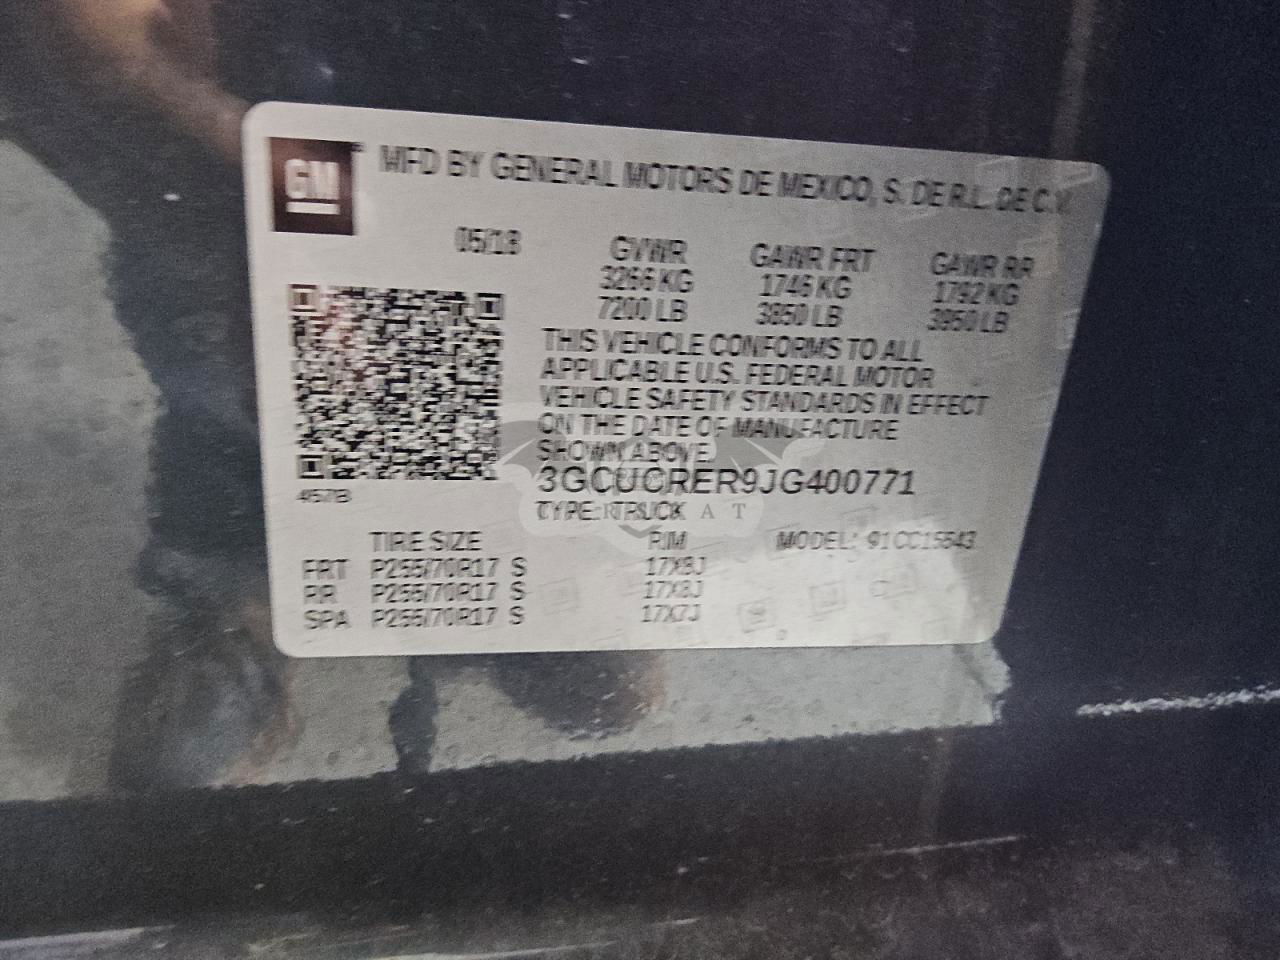 GM
MFD BY GENERAL MOTORS DE MEXICO, S. DE R.L. DE C.V.
05/18 GVWR GAWR FRT GAWR RR
3266 KG 1746 KG 1792 KG
7200 LB 3850 LB 3950 LB
THIS VEHICLE CONFORMS TO ALL
APPLICABLE U.S. FEDERAL MOTOR
VEHICLE SAFETY STANDARDS IN EFFECT
ON THE DATE OF MANUFACTURE
SHOWN ABOVE.
3GCUCRER9JG400771
TYPE: TRUCK
TIRE SIZE RIM MODEL: 91 CC15543
FRT P255/70R17 S 17X8J
RR P255/70R17 S 17X8J
SPA P255/70R17 S 17X7J